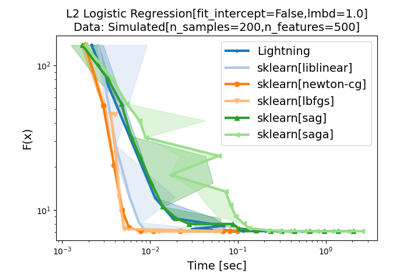 L2 Logistic Regression[fit_intercept=False,lmbd=1.0]
Data: Simulated[n_samples=200,n_features=500]
Lightning
sklearn[liblinear]
sklearn[newton-cg]
sklearn[lbfgs]
sklearn[sag]
sklearn[saga]
F(x)
10²
10¹
10⁻³ 10⁻² 10⁻¹ 10⁰
Time [sec]